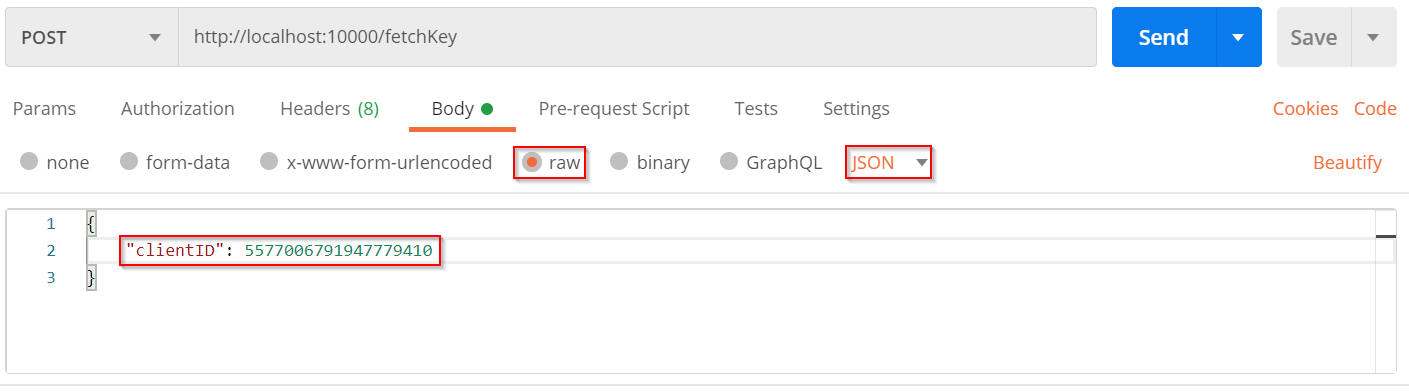 POST http://localhost:10000/fetchKey Send Save
Params Authorization Headers (8) Body Pre-request Script Tests Settings Cookies Code
none form-data x-www-form-urlencoded raw binary GraphQL JSON Beautify
1 {
2 "clientID": 5577006791947779410
3 }